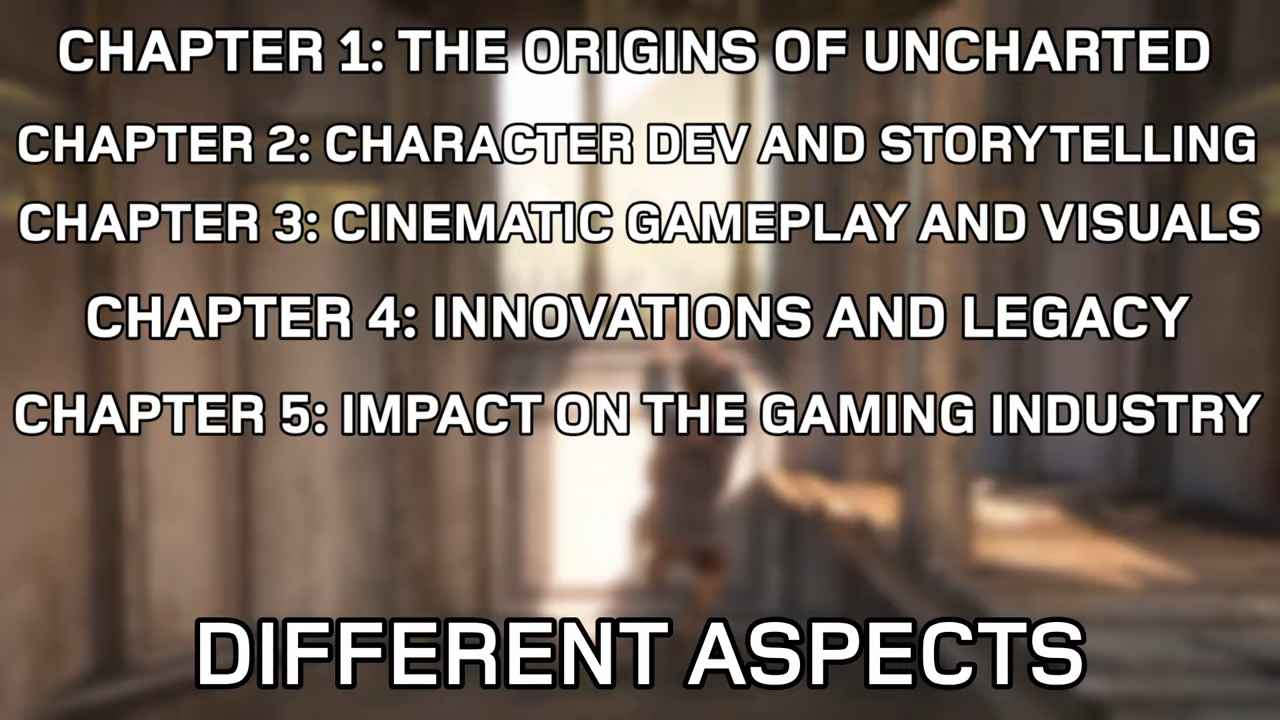 CHAPTER 1: THE ORIGINS OF UNCHARTED
CHAPTER 2: CHARACTER DEV AND STORYTELLING
CHAPTER 3: CINEMATIC GAMEPLAY AND VISUALS
CHAPTER 4: INNOVATIONS AND LEGACY
CHAPTER 5: IMPACT ON THE GAMING INDUSTRY
DIFFERENT ASPECTS